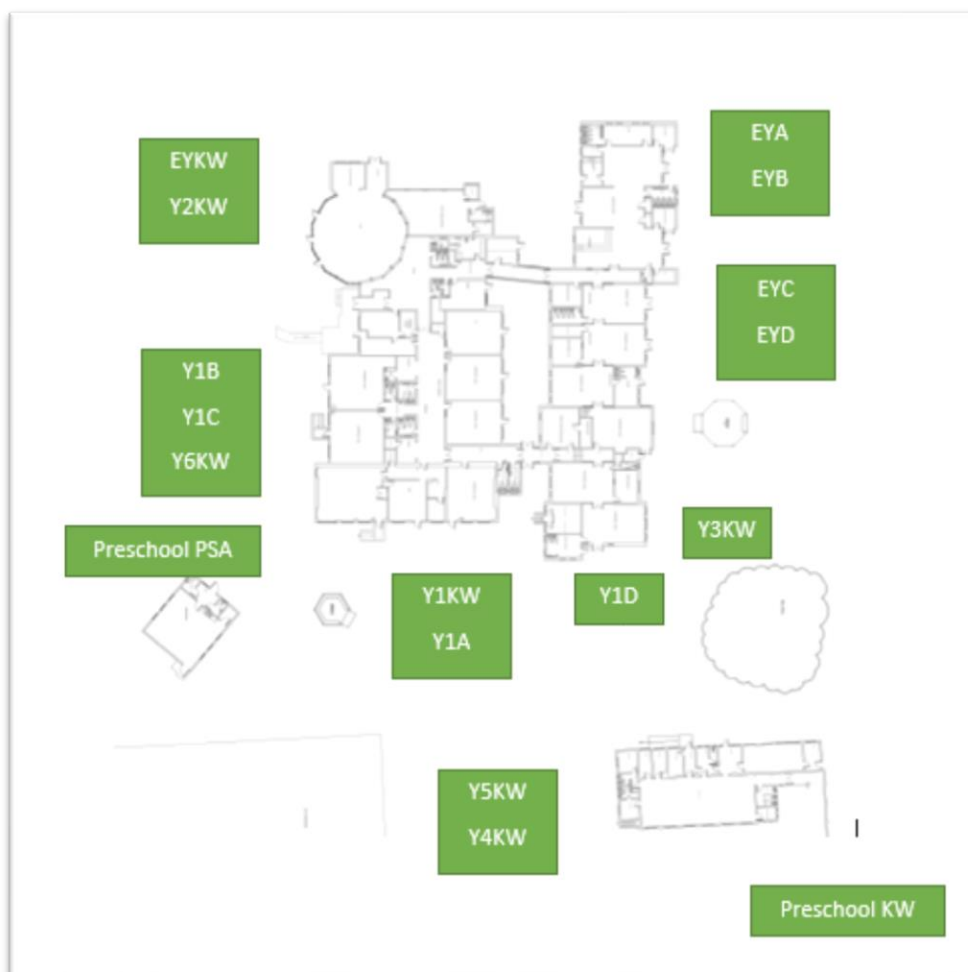 EYKW
Y2KW
EYA
EYB
EYC
EYD
Y1B
Y1C
Y6KW
Preschool PSA
Y3KW
Y1KW
Y1A
Y1D
Y5KW
Y4KW
Preschool KW